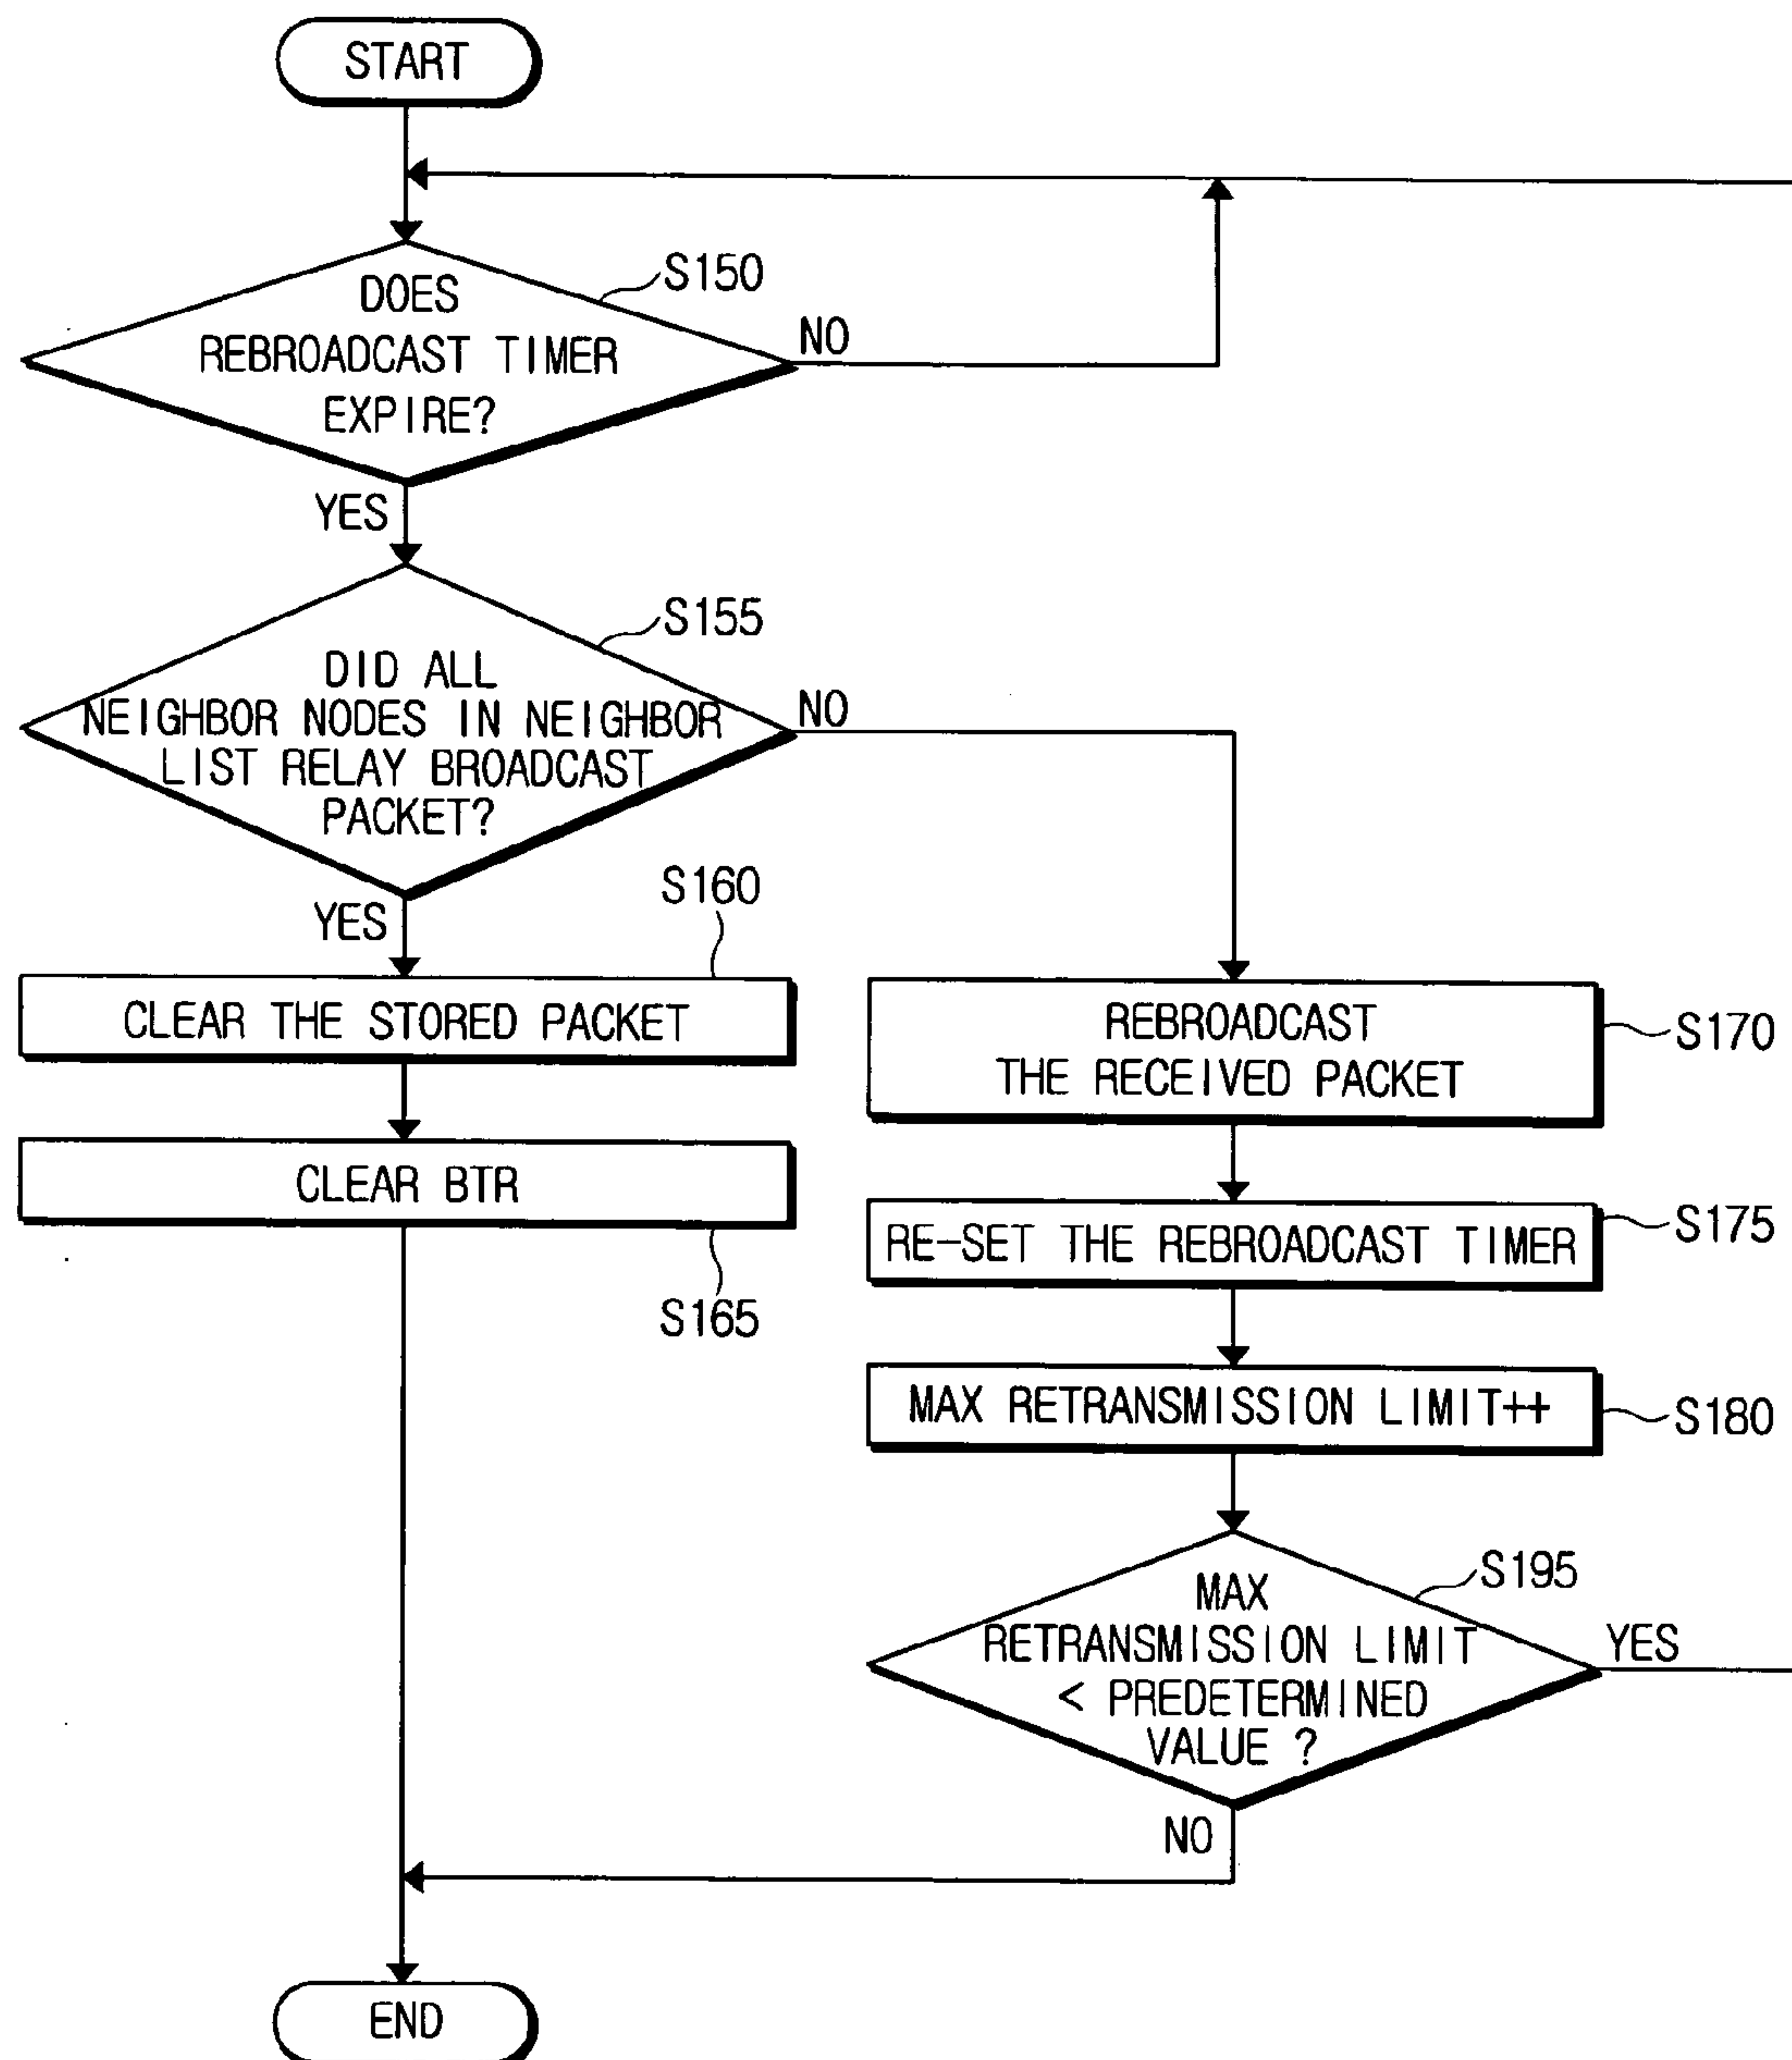 START
S150
DOES
REBROADCAST TIMER
EXPIRE?
NO
YES
S155
DID ALL
NEIGHBOR NODES IN NEIGHBOR
LIST RELAY BROADCAST
PACKET?
NO
YES
S160
CLEAR THE STORED PACKET
CLEAR BTR
S165
REBROADCAST
THE RECEIVED PACKET
S170
RE-SET THE REBROADCAST TIMER
S175
MAX RETRANSMISSION LIMIT++
S180
S195
MAX
RETRANSMISSION LIMIT
< PREDETERMINED
VALUE ?
YES
NO
END